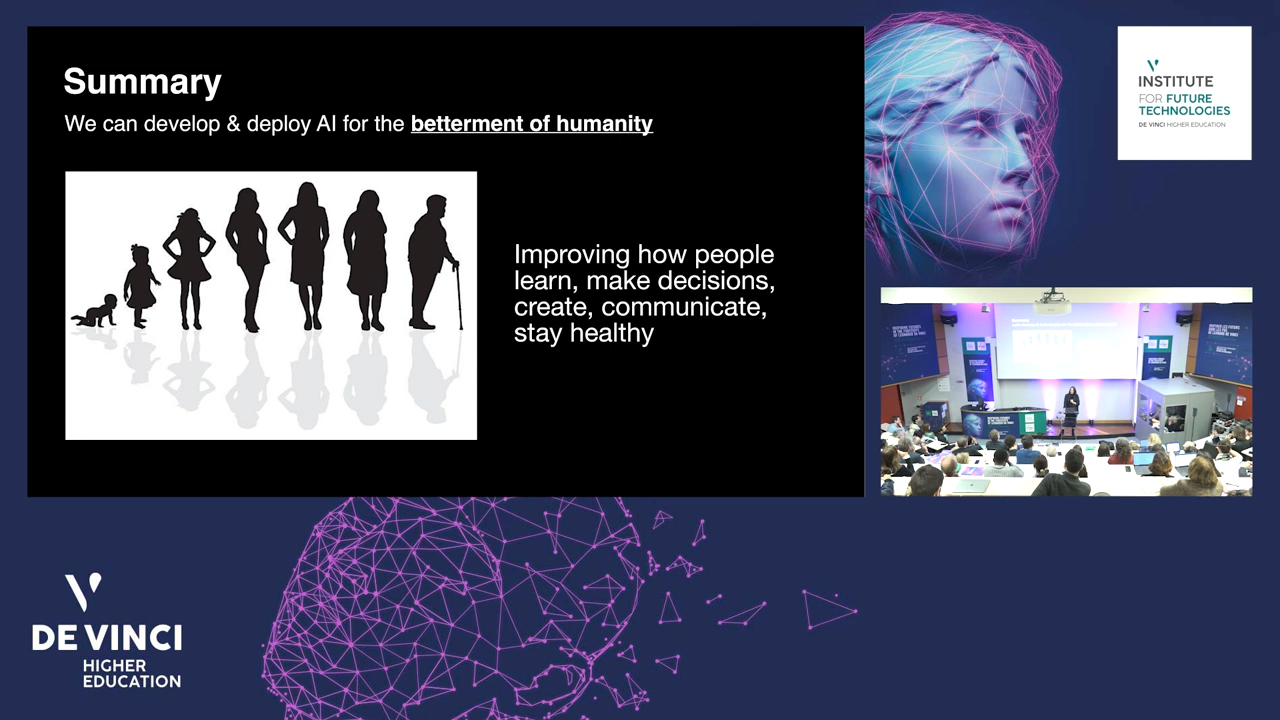 Summary
We can develop & deploy AI for the betterment of humanity
Improving how people
learn, make decisions,
create, communicate,
stay healthy
INSTITUTE
FOR FUTURE
TECHNOLOGIES
DE VINCI HIGHER EDUCATION
DE VINCI
HIGHER
EDUCATION